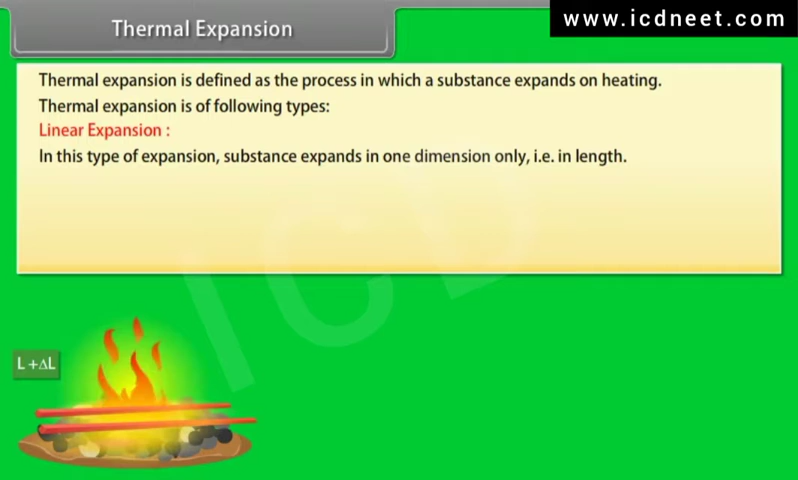 Thermal Expansion
www.icdneet.com
Thermal expansion is defined as the process in which a substance expands on heating.
Thermal expansion is of following types:
Linear Expansion :
In this type of expansion, substance expands in one dimension only, i.e. in length.
ICD
L +ΔL